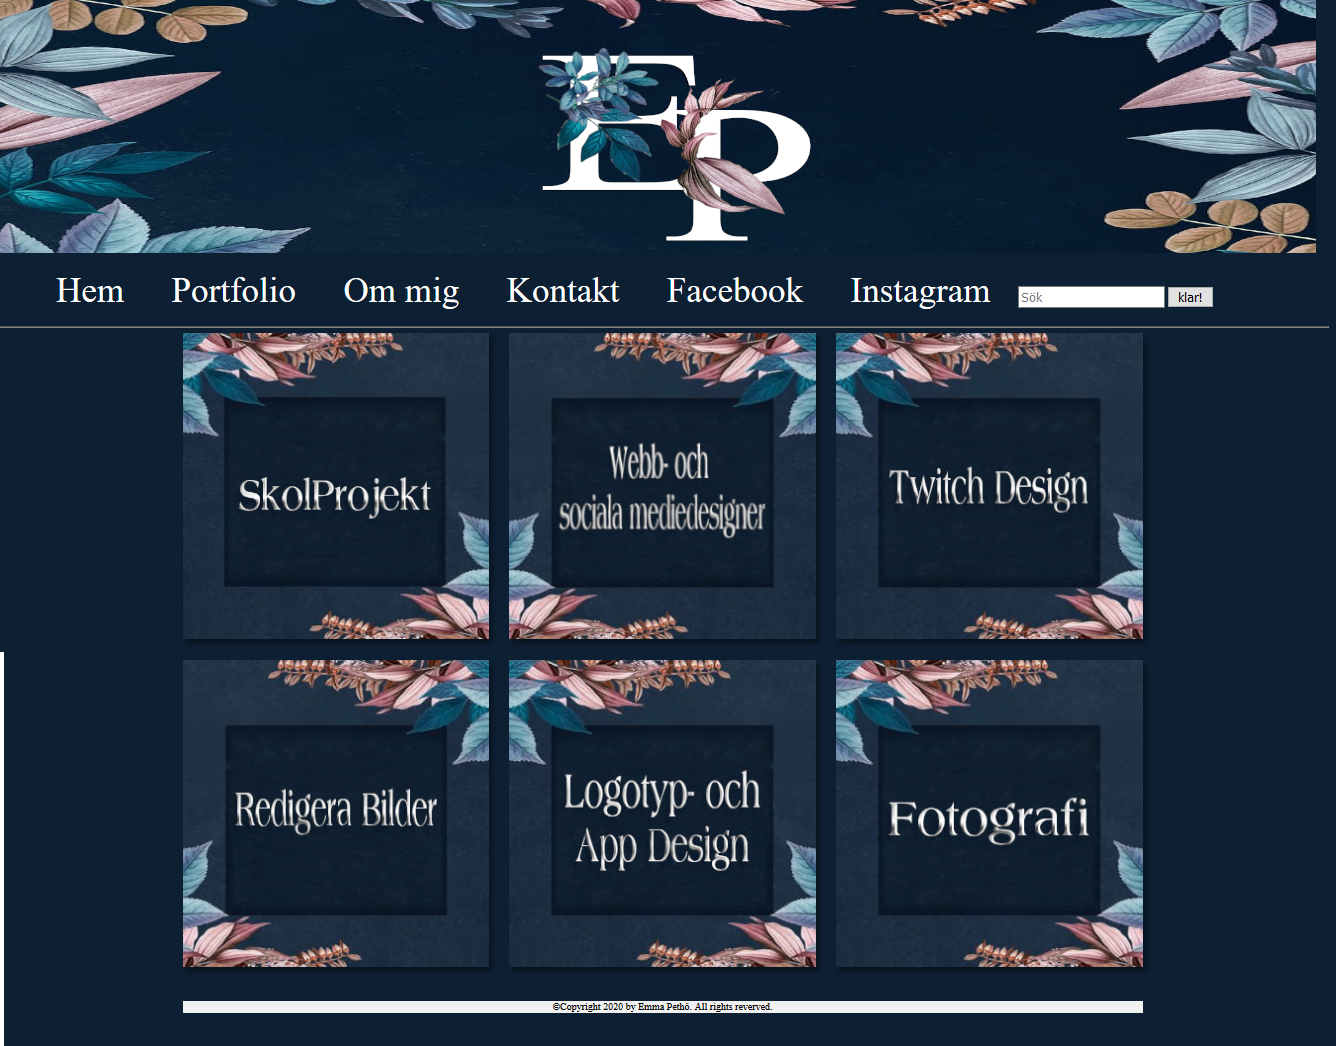 EP
Hem Portfolio Om mig Kontakt Facebook Instagram Sök klar!
SkolProjekt
Webb- och
sociala mediedesigner
Twitch Design
Redigera Bilder
Logotyp- och
App Design
Fotografi
©Copyright 2020 by Emma Pethö. All rights reverved.